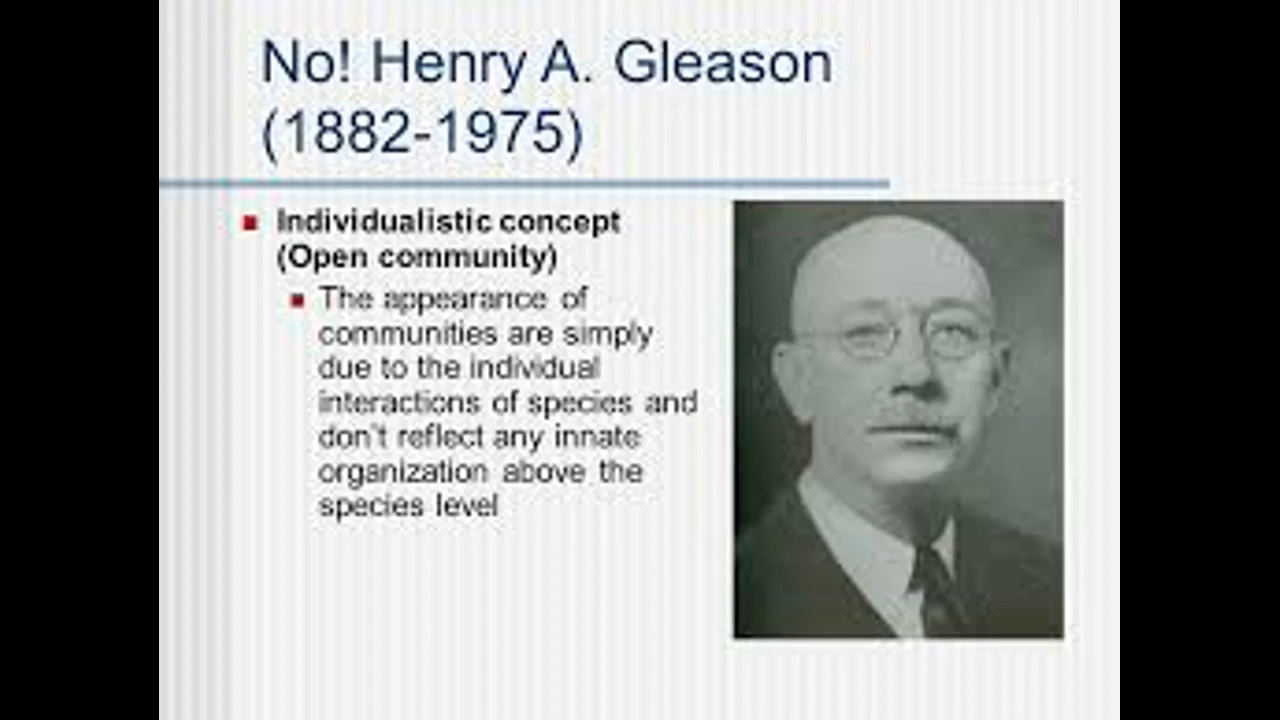 No! Henry A. Gleason
(1882-1975)
Individualistic concept
(Open community)
The appearance of
communities are simply
due to the individual
interactions of species and
don't reflect any innate
organization above the
species level